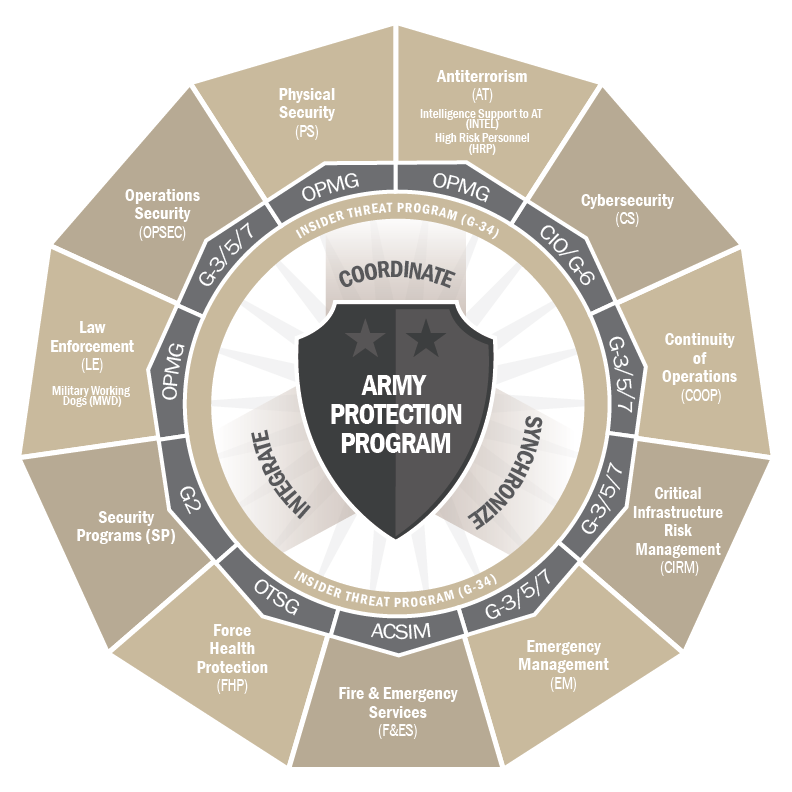 Physical
Security
(PS)
Antiterrorism
(AT)
Intelligence Support to AT
(INTEL)
High Risk Personnel
(HRP)
Cybersecurity
(CS)
Continuity
of
Operations
(COOP)
Critical
Infrastructure
Risk
Management
(CIRM)
Emergency
Management
(EM)
Fire & Emergency
Services
(F&ES)
Force
Health
Protection
(FHP)
Security
Programs (SP)
Law
Enforcement
(LE)
Military Working
Dogs (MWD)
Operations
Security
(OPSEC)
OPMG
OPMG
CIO/G-6
G-3/5/7
G-3/5/7
G-3/5/7
ACSIM
OTSG
G2
OPMG
G-3/5/7
INSIDER THREAT PROGRAM (G-34)
COORDINATE
SYNCHRONIZE
INTEGRATE
ARMY
PROTECTION
PROGRAM
INSIDER THREAT PROGRAM (G-34)